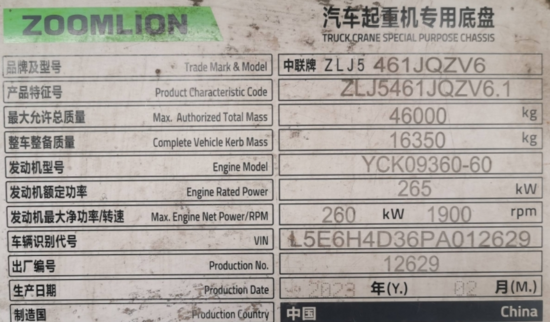 ZOOMLION 汽车起重机专用底盘
TRUCK CRANE SPECIAL PURPOSE CHASSIS
品牌及型号 Trade Mark & Model 中联牌 ZLJ5 461JQZV6
产品特征号 Product Characteristic Code ZLJ5461JQZV6.1
最大允许总质量 Max. Authorized Total Mass 46000 kg
整车整备质量 Complete Vehicle Kerb Mass 16350 kg
发动机型号 Engine Model YCK09360-60
发动机额定功率 Engine Rated Power 265 kW
发动机最大净功率/转速 Max. Engine Net Power/RPM 260 kW 1900 rpm
车辆识别代号 VIN L5E6H4D36PA012629
出厂编号 Production No. 12629
生产日期 Production Date 2023 年(Y.) 02 月(M.)
制造国 Production Country 中国 China